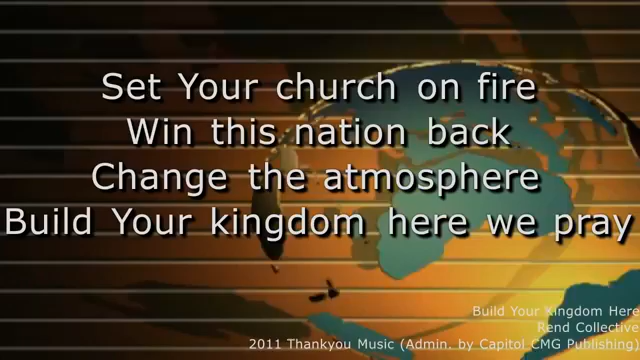 Set Your church on fire
Win this nation back
Change the atmosphere
Build Your kingdom here we pray
Build Your Kingdom Here
Rend Collective
2011 Thankyou Music (Admin. by Capitol CMG Publishing)